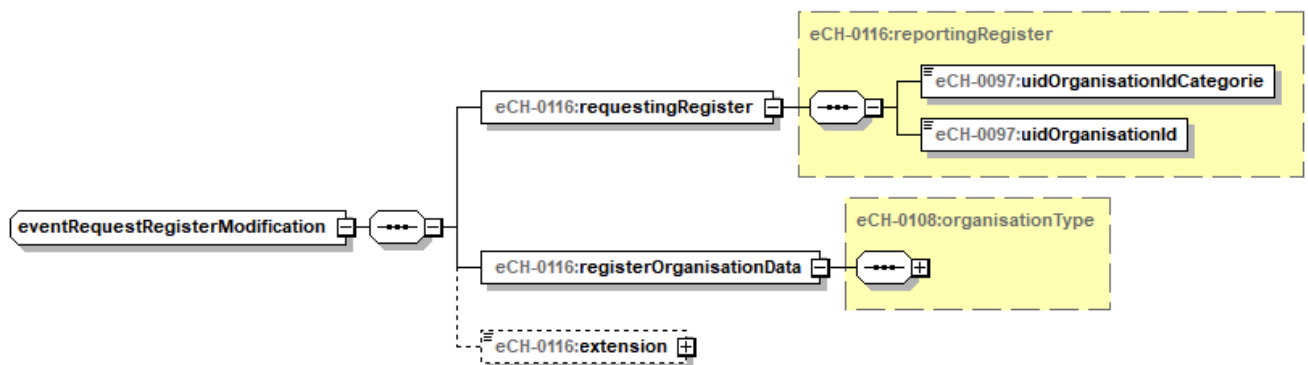 eCH-0116:reportingRegister
eCH-0097:uidOrganisationIdCategorie
eCH-0116:requestingRegister
eCH-0097:uidOrganisationId
eCH-0108:organisationType
eventRequestRegisterModification
eCH-0116:registerOrganisationData
eCH-0116:extension